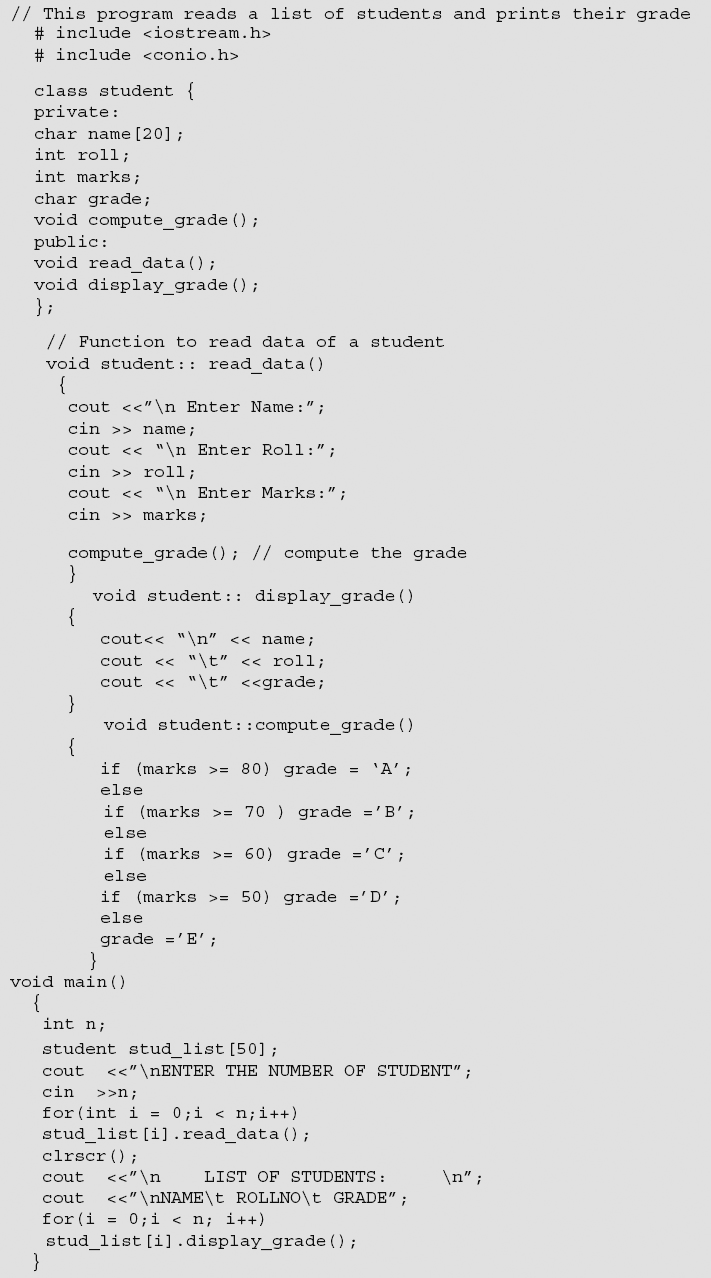 // This program reads a list of students and prints their grade
# include <iostream.h>
# include <conio.h>
class student {
private:
char name[20];
int roll;
int marks;
char grade;
void compute_grade();
public:
void read_data();
void display_grade();
};
// Function to read data of a student
void student:: read_data()
{
cout <<”\n Enter Name:”;
cin >> name;
cout << “\n Enter Roll:”;
cin >> roll;
cout << “\n Enter Marks:”;
cin >> marks;
compute_grade(); // compute the grade
}
void student:: display_grade()
{
cout<< “\n” << name;
cout << “\t” << roll;
cout << “\t” <<grade;
}
void student::compute_grade()
{
if (marks >= 80) grade = ‘A’;
else
if (marks >= 70 ) grade =’B’;
else
if (marks >= 60) grade =’C’;
else
if (marks >= 50) grade =’D’;
else
grade =’E’;
}
void main()
{
int n;
student stud_list[50];
cout  <<”\nENTER THE NUMBER OF STUDENT”;
cin  >>n;
for(int i = 0;i < n;i++)
stud_list[i].read_data();
clrscr();
cout  <<”\n    LIST OF STUDENTS:     \n”;
cout  <<”\nNAME\t ROLLNO\t GRADE”;
for(i = 0;i < n; i++)
stud_list[i].display_grade();
}